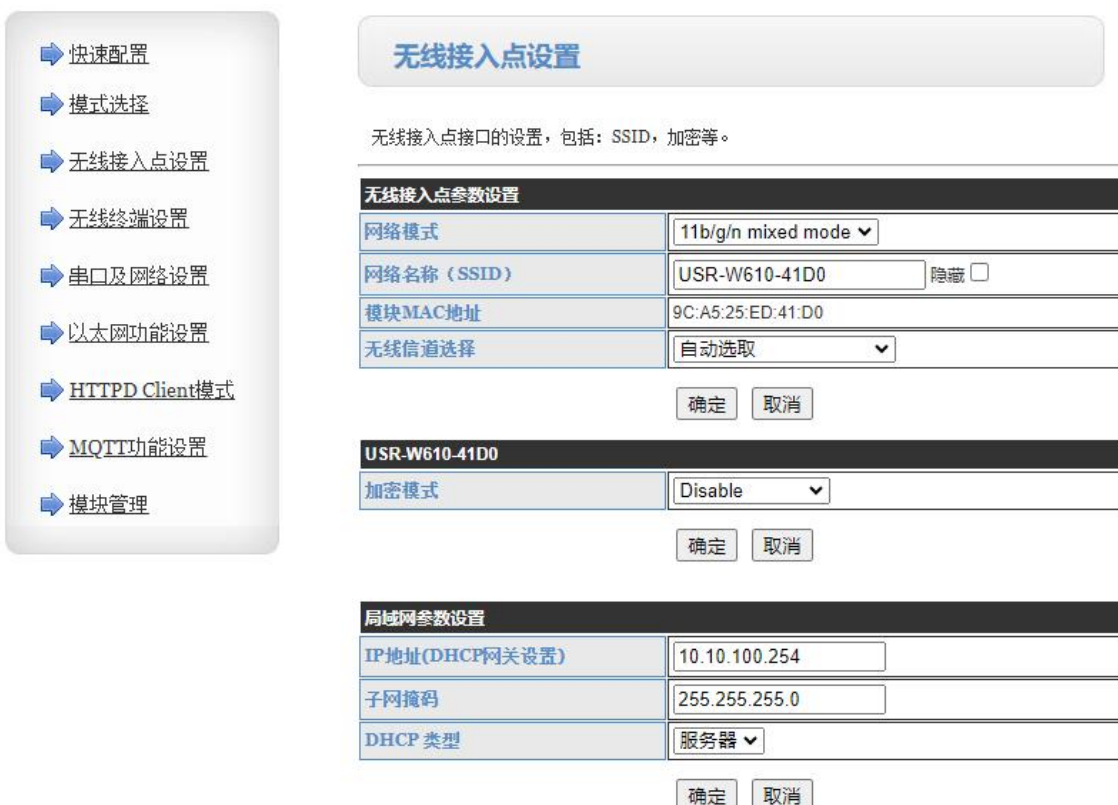 快速配置
模式选择
无线接入点设置
无线终端设置
串口及网络设置
以太网功能设置
HTTPD Client模式
MQTT功能设置
模块管理
无线接入点设置
无线接入点接口的设置，包括：SSID，加密等。
无线接入点参数设置
网络模式 11b/g/n mixed mode
网络名称（SSID） USR-W610-41D0 隐藏
模块MAC地址 9C:A5:25:ED:41:D0
无线信道选择 自动选取
确定 取消
USR-W610-41D0
加密模式 Disable
确定 取消
局域网参数设置
IP地址(DHCP网关设置) 10.10.100.254
子网掩码 255.255.255.0
DHCP 类型 服务器
确定 取消